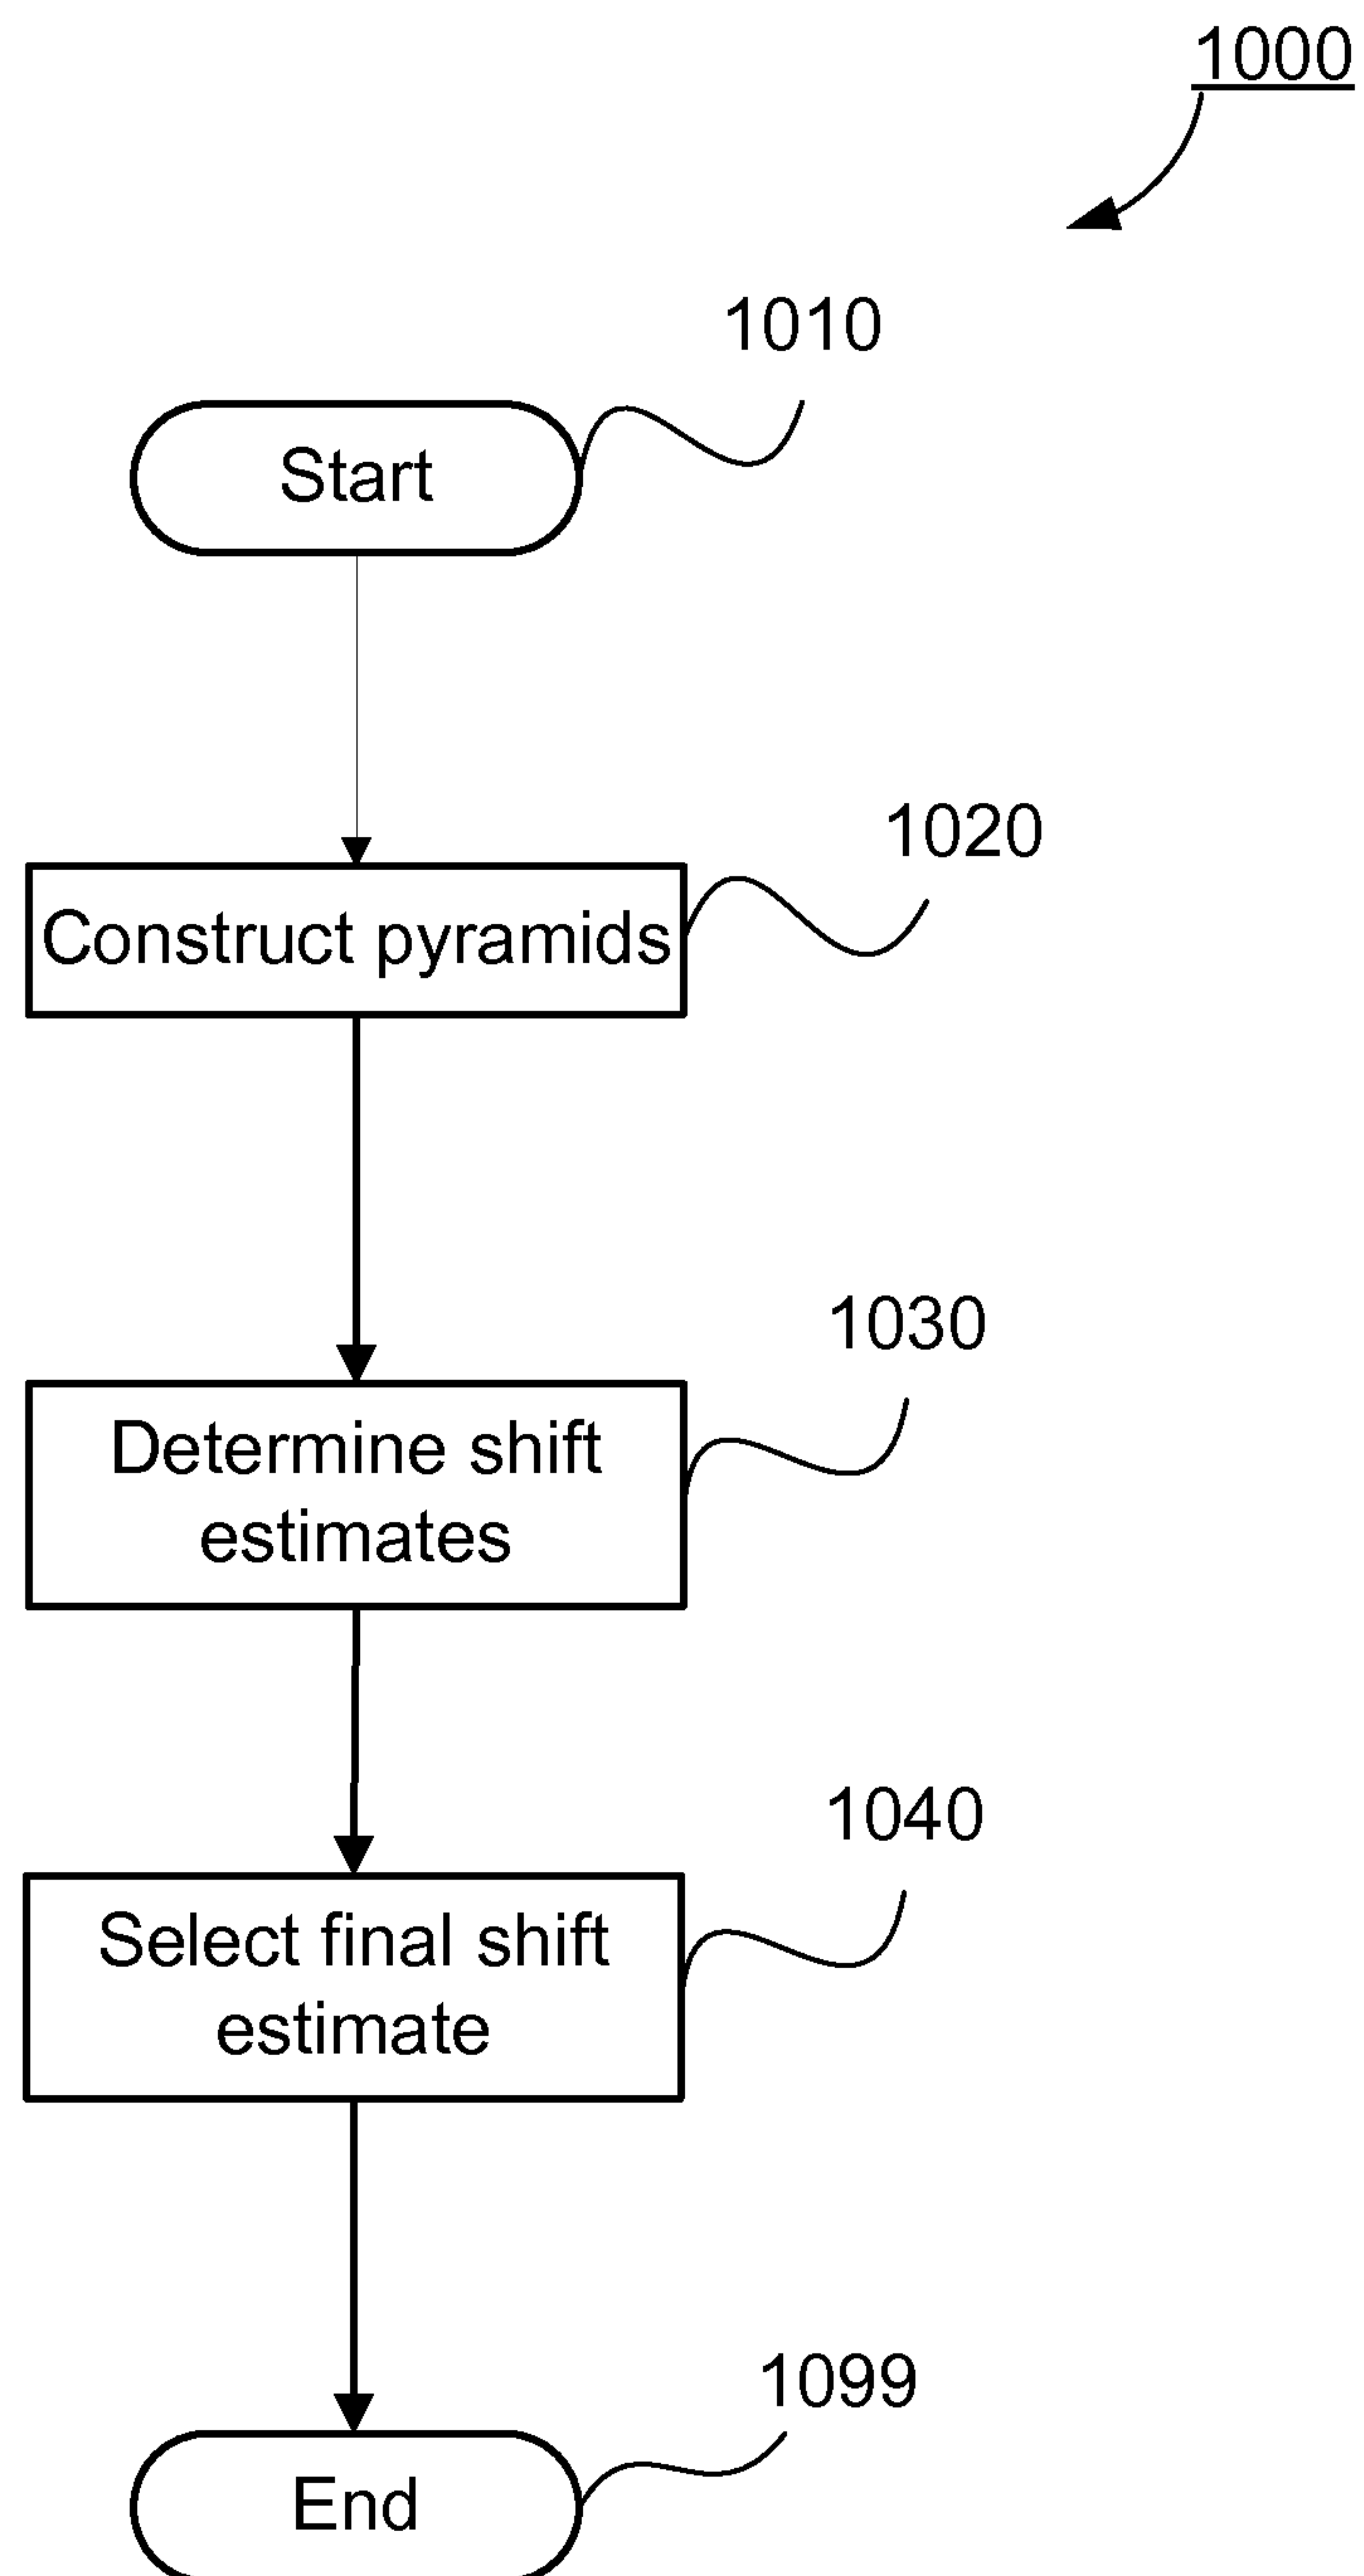 1000
1010
Start
1020
Construct pyramids
1030
Determine shift
estimates
1040
Select final shift
estimate
1099
End